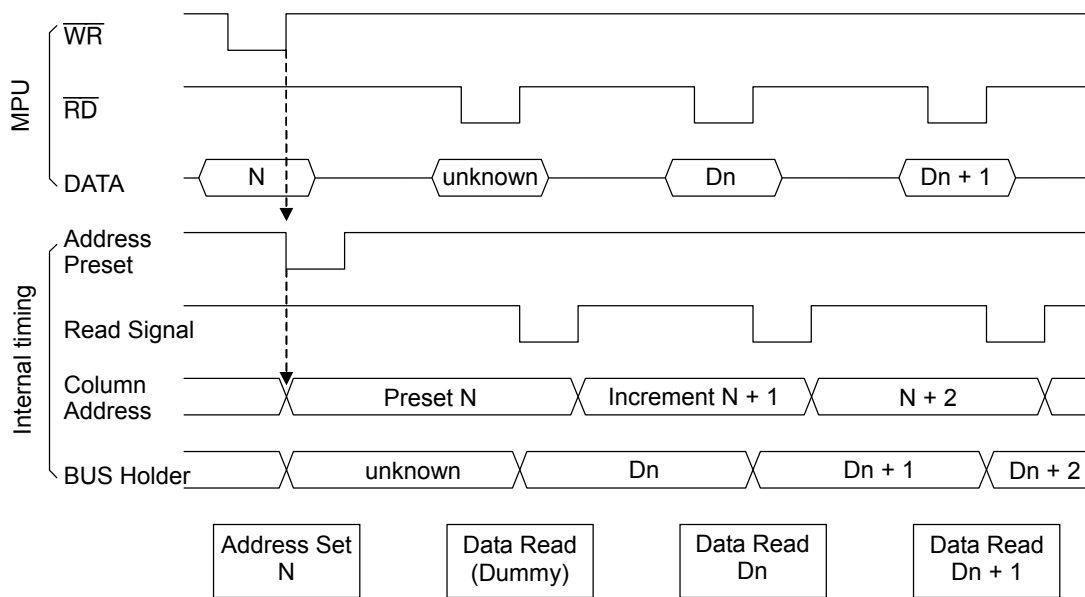 MPU
WR
RD
DATA
N
unknown
Dn
Dn + 1
Internal timing
Address
Preset
Read Signal
Column
Address
Preset N
Increment N + 1
N + 2
BUS Holder
unknown
Dn
Dn + 1
Dn + 2
Address Set
N
Data Read
(Dummy)
Data Read
Dn
Data Read
Dn + 1